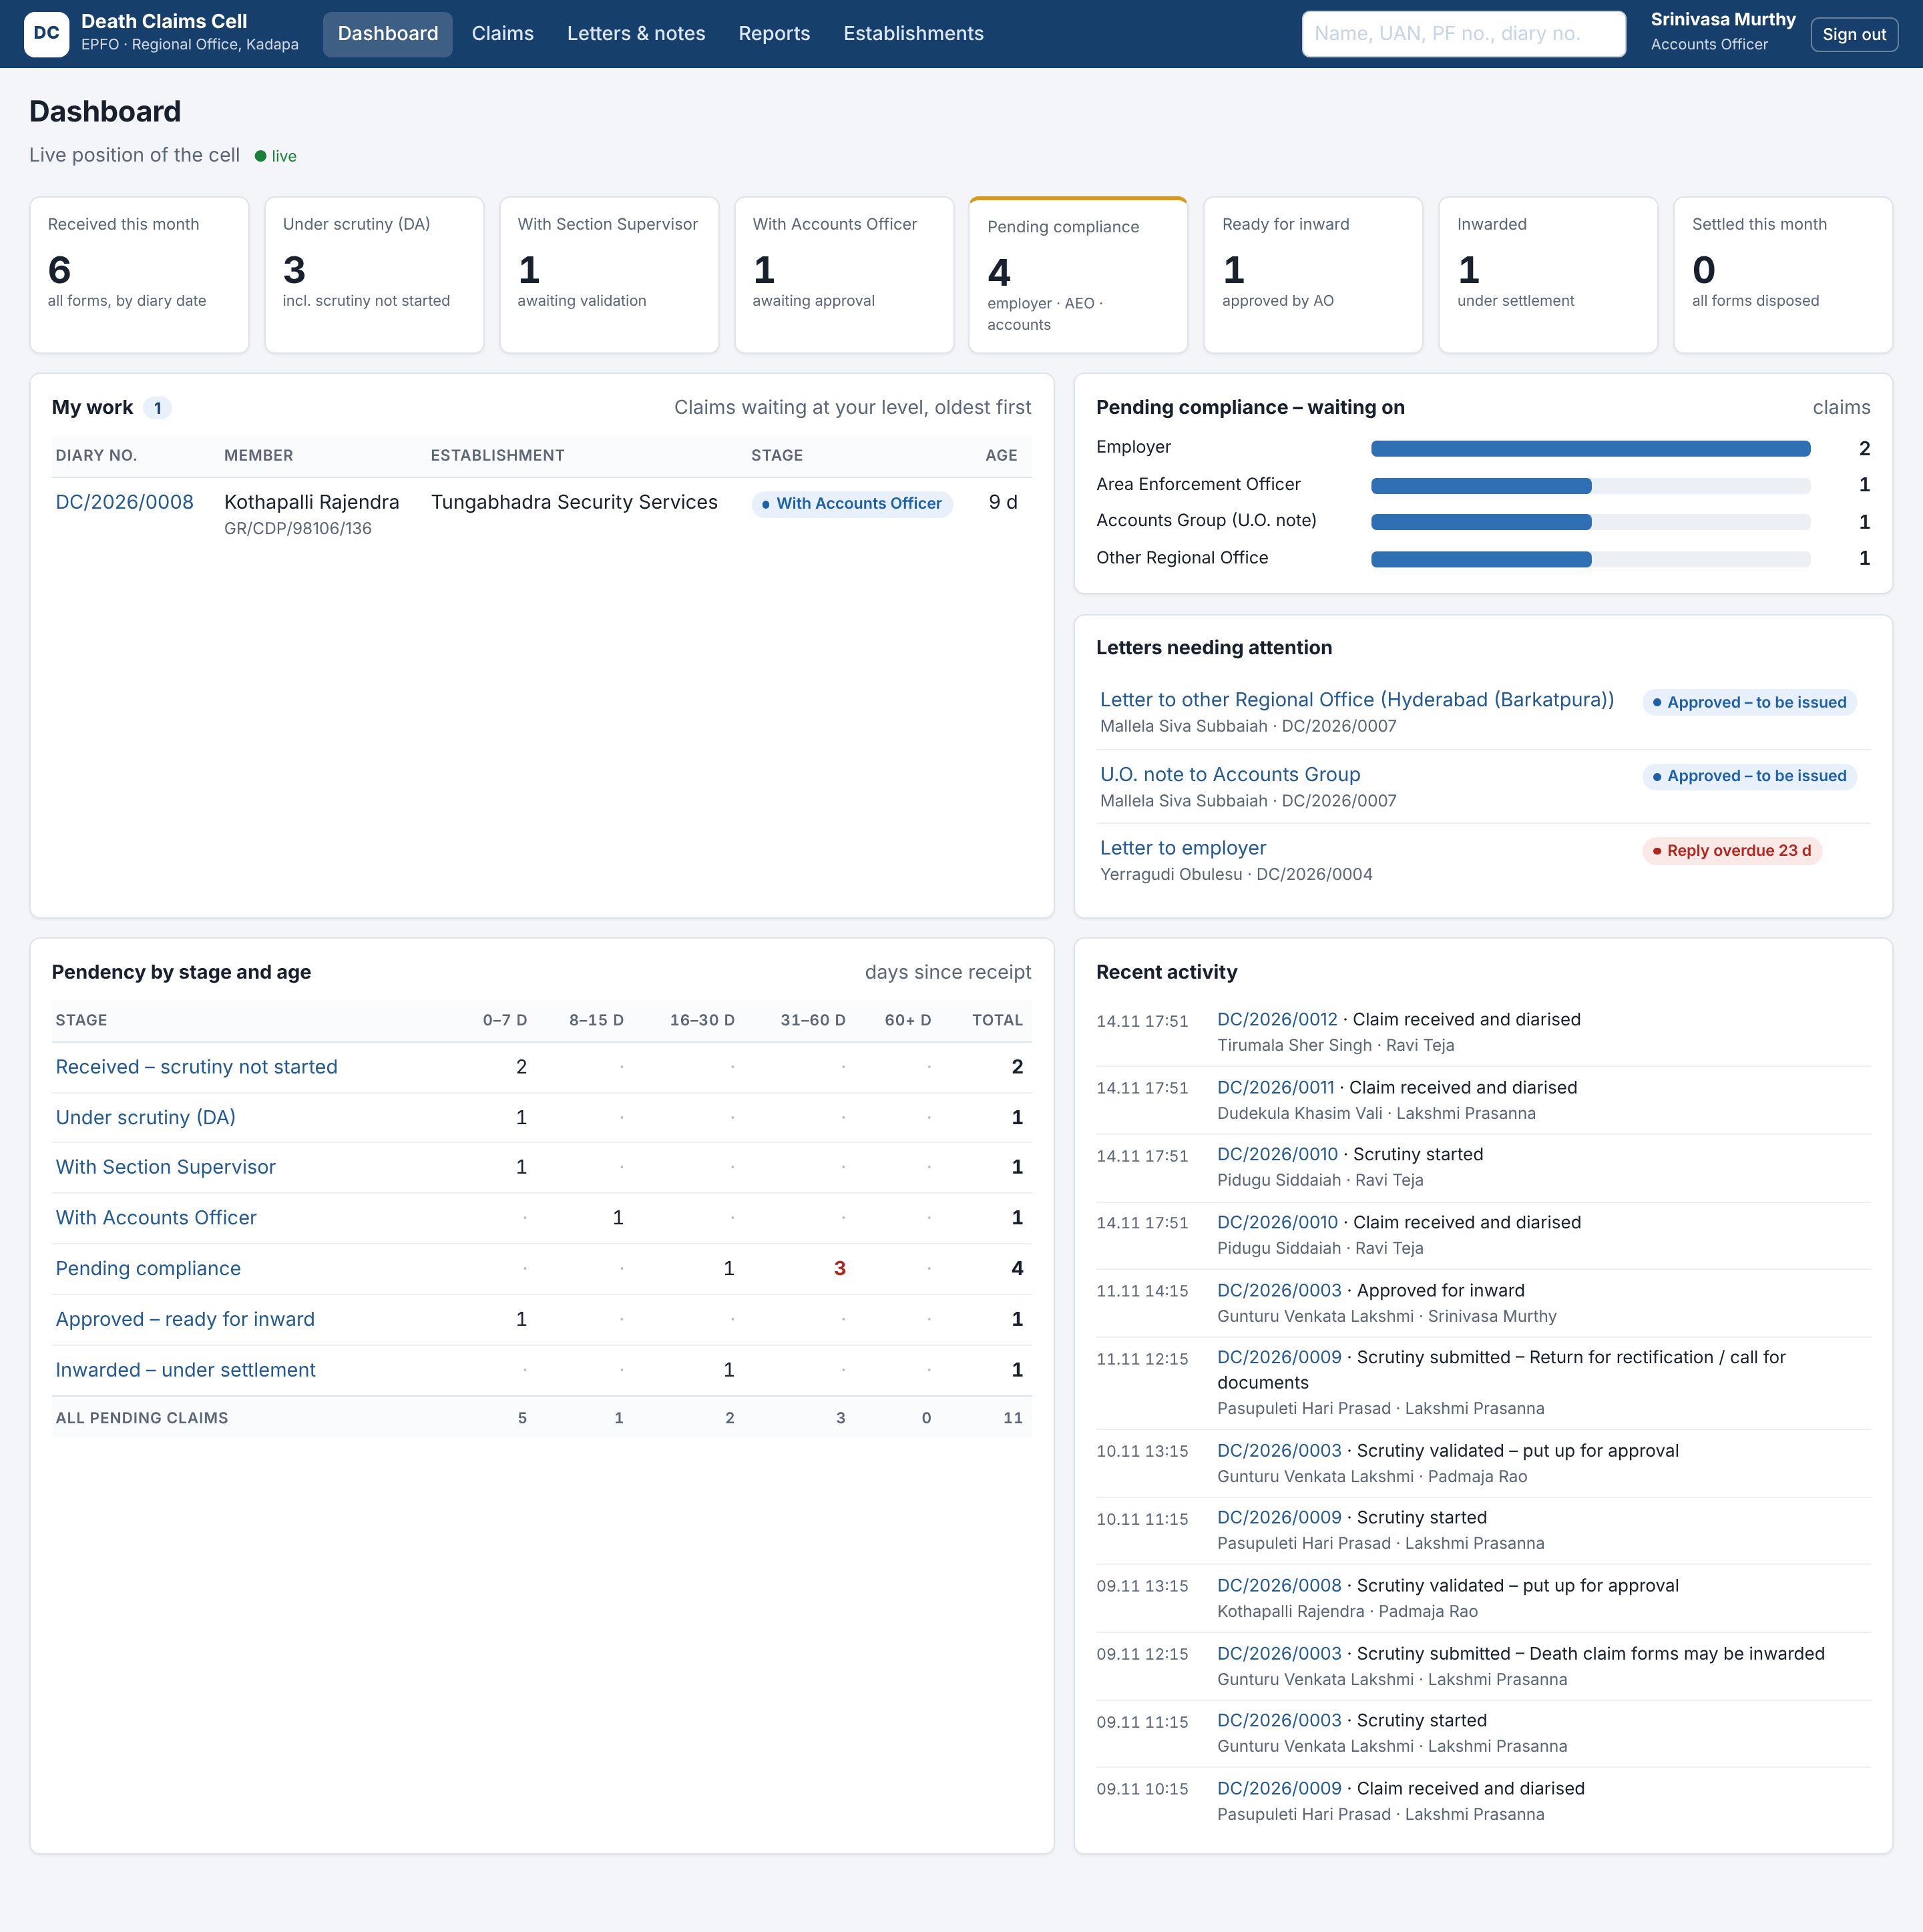 DC
Death Claims Cell
EPFO · Regional Office, Kadapa
Dashboard
Claims
Letters & notes
Reports
Establishments
Name, UAN, PF no., diary no.
Srinivasa Murthy
Accounts Officer
Sign out
Dashboard
Live position of the cell
live
Received this month
6
all forms, by diary date
Under scrutiny (DA)
3
incl. scrutiny not started
With Section Supervisor
1
awaiting validation
With Accounts Officer
1
awaiting approval
Pending compliance
4
employer · AEO ·
accounts
Ready for inward
1
approved by AO
Inwarded
1
under settlement
Settled this month
0
all forms disposed
My work 1
Claims waiting at your level, oldest first
DIARY NO. MEMBER ESTABLISHMENT STAGE AGE
DC/2026/0008 Kothapalli Rajendra Tungabhadra Security Services With Accounts Officer 9 d
GR/CDP/98106/136
Pending compliance – waiting on claims
Employer 2
Area Enforcement Officer 1
Accounts Group (U.O. note) 1
Other Regional Office 1
Letters needing attention
Letter to other Regional Office (Hyderabad (Barkatpura)) Approved – to be issued
Mallela Siva Subbaiah · DC/2026/0007
U.O. note to Accounts Group Approved – to be issued
Mallela Siva Subbaiah · DC/2026/0007
Letter to employer Reply overdue 23 d
Yerragudi Obulesu · DC/2026/0004
Pendency by stage and age days since receipt
STAGE 0–7 D 8–15 D 16–30 D 31–60 D 60+ D TOTAL
Received – scrutiny not started 2 · · · · 2
Under scrutiny (DA) 1 · · · · 1
With Section Supervisor 1 · · · · 1
With Accounts Officer · 1 · · · 1
Pending compliance · · 1 3 · 4
Approved – ready for inward 1 · · · · 1
Inwarded – under settlement · · 1 · · 1
ALL PENDING CLAIMS 5 1 2 3 0 11
Recent activity
14.11 17:51 DC/2026/0012 · Claim received and diarised
Tirumala Sher Singh · Ravi Teja
14.11 17:51 DC/2026/0011 · Claim received and diarised
Dudekula Khasim Vali · Lakshmi Prasanna
14.11 17:51 DC/2026/0010 · Scrutiny started
Pidugu Siddaiah · Ravi Teja
14.11 17:51 DC/2026/0010 · Claim received and diarised
Pidugu Siddaiah · Ravi Teja
11.11 14:15 DC/2026/0003 · Approved for inward
Gunturu Venkata Lakshmi · Srinivasa Murthy
11.11 12:15 DC/2026/0009 · Scrutiny submitted – Return for rectification / call for
documents
Pasupuleti Hari Prasad · Lakshmi Prasanna
10.11 13:15 DC/2026/0003 · Scrutiny validated – put up for approval
Gunturu Venkata Lakshmi · Padmaja Rao
10.11 11:15 DC/2026/0009 · Scrutiny started
Pasupuleti Hari Prasad · Lakshmi Prasanna
09.11 13:15 DC/2026/0008 · Scrutiny validated – put up for approval
Kothapalli Rajendra · Padmaja Rao
09.11 12:15 DC/2026/0003 · Scrutiny submitted – Death claim forms may be inwarded
Gunturu Venkata Lakshmi · Lakshmi Prasanna
09.11 11:15 DC/2026/0003 · Scrutiny started
Gunturu Venkata Lakshmi · Lakshmi Prasanna
09.11 10:15 DC/2026/0009 · Claim received and diarised
Pasupuleti Hari Prasad · Lakshmi Prasanna